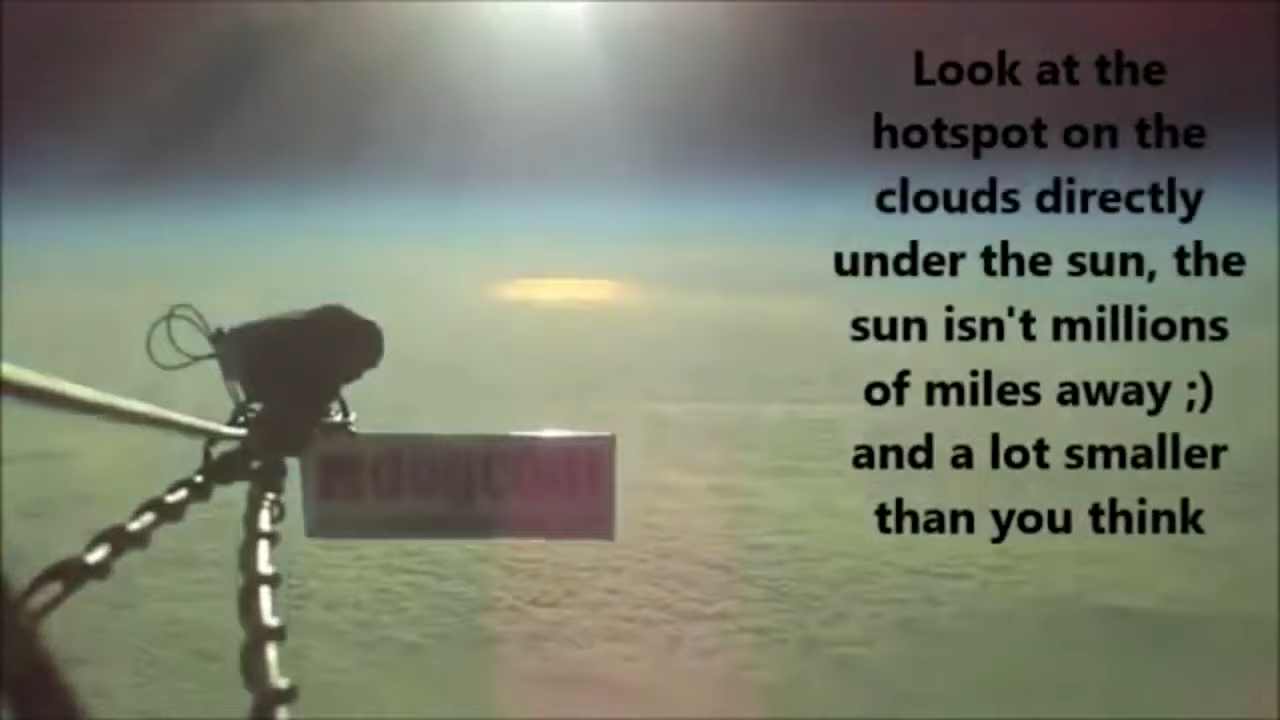 Look at the
hotspot on the
clouds directly
under the sun, the
sun isn't millions
of miles away ;)
and a lot smaller
than you think